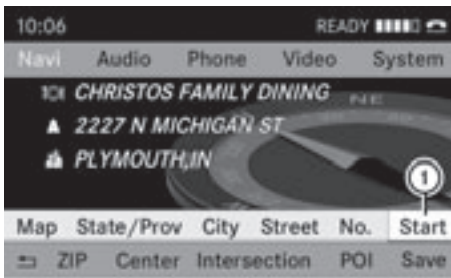 10:06 READY
Navi Audio Phone Video System
CHRISTOS FAMILY DINING
NE
2227 N MICHIGAN ST
PLYMOUTH,IN
1
Map State/Prov City Street No. Start
ZIP Center Intersection POI Save